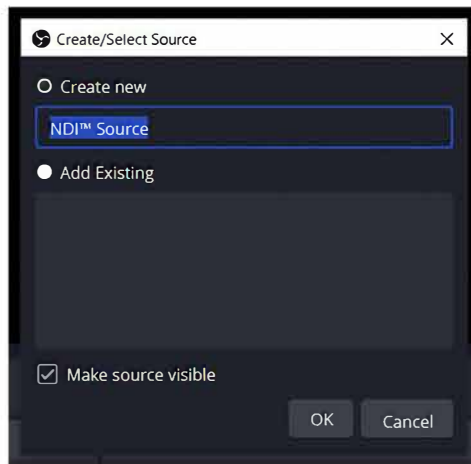 Create/Select Source
Create new
NDI™ Source
Add Existing
Make source visible
OK Cancel